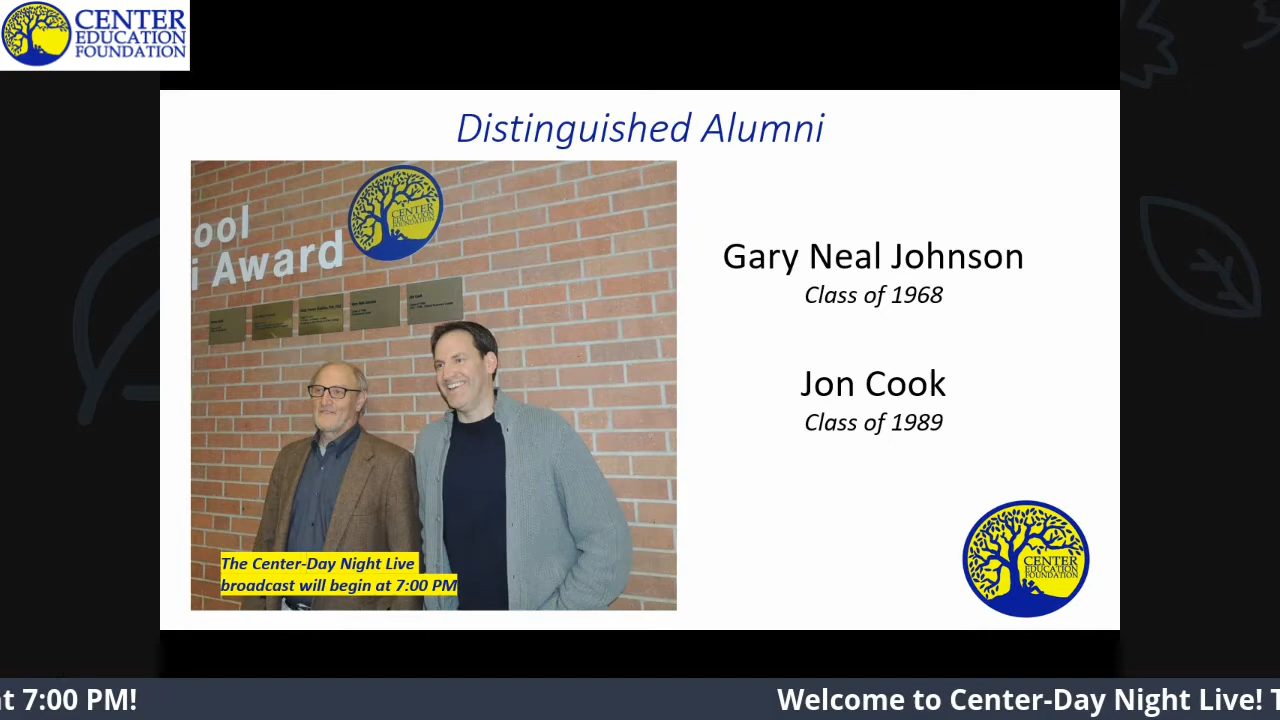 CENTER
EDUCATION
FOUNDATION
Distinguished Alumni
ool
i Award
CENTER
EDUCATION
FOUNDATION
Gary Neal Johnson
Class of 1968
Jon Cook
Class of 1989
The Center-Day Night Live
broadcast will begin at 7:00 PM
CENTER
EDUCATION
FOUNDATION
at 7:00 PM!
Welcome to Center-Day Night Live! T